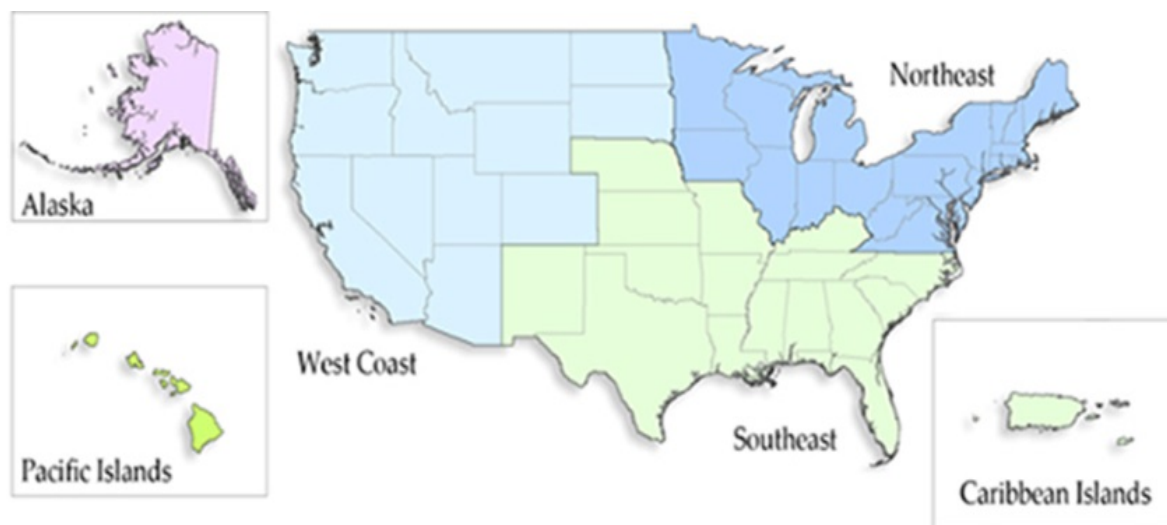 Northeast
Alaska
West Coast
Southeast
Pacific Islands
Caribbean Islands